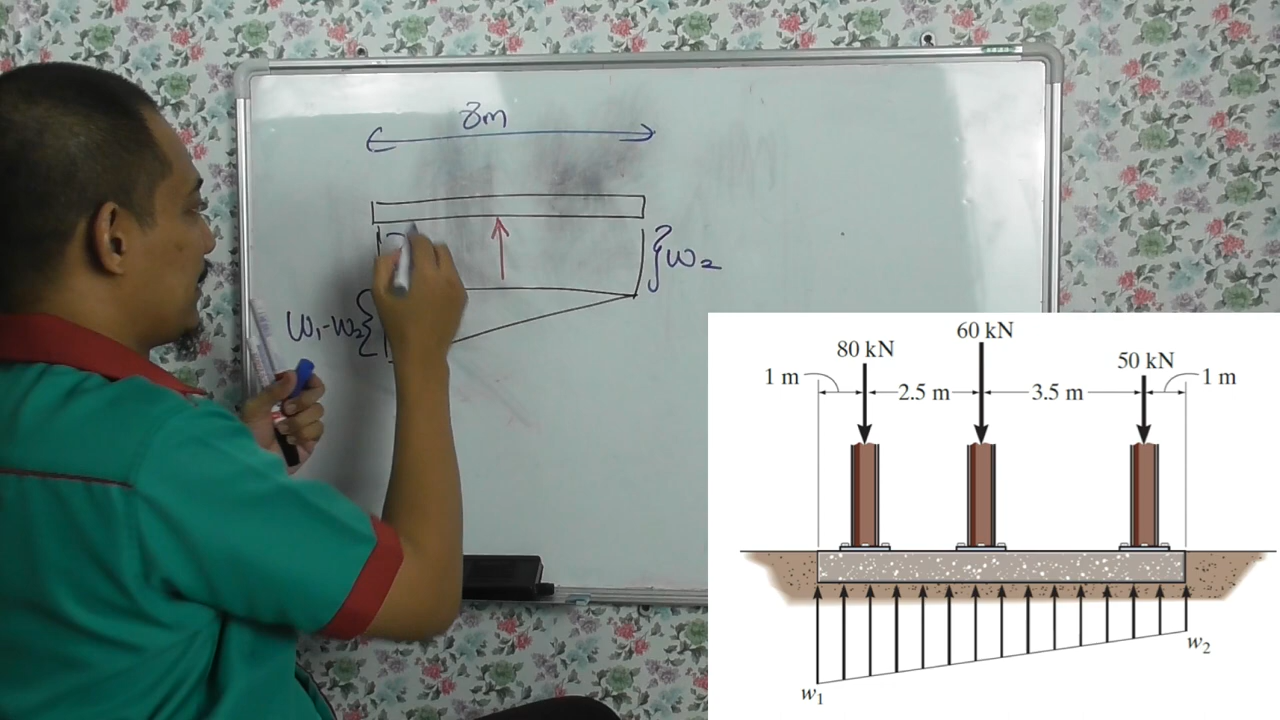 8m
w₂
w₁-w₂
60 kN
80 kN
50 kN
1 m
2.5 m
3.5 m
1 m
w₂
w₁